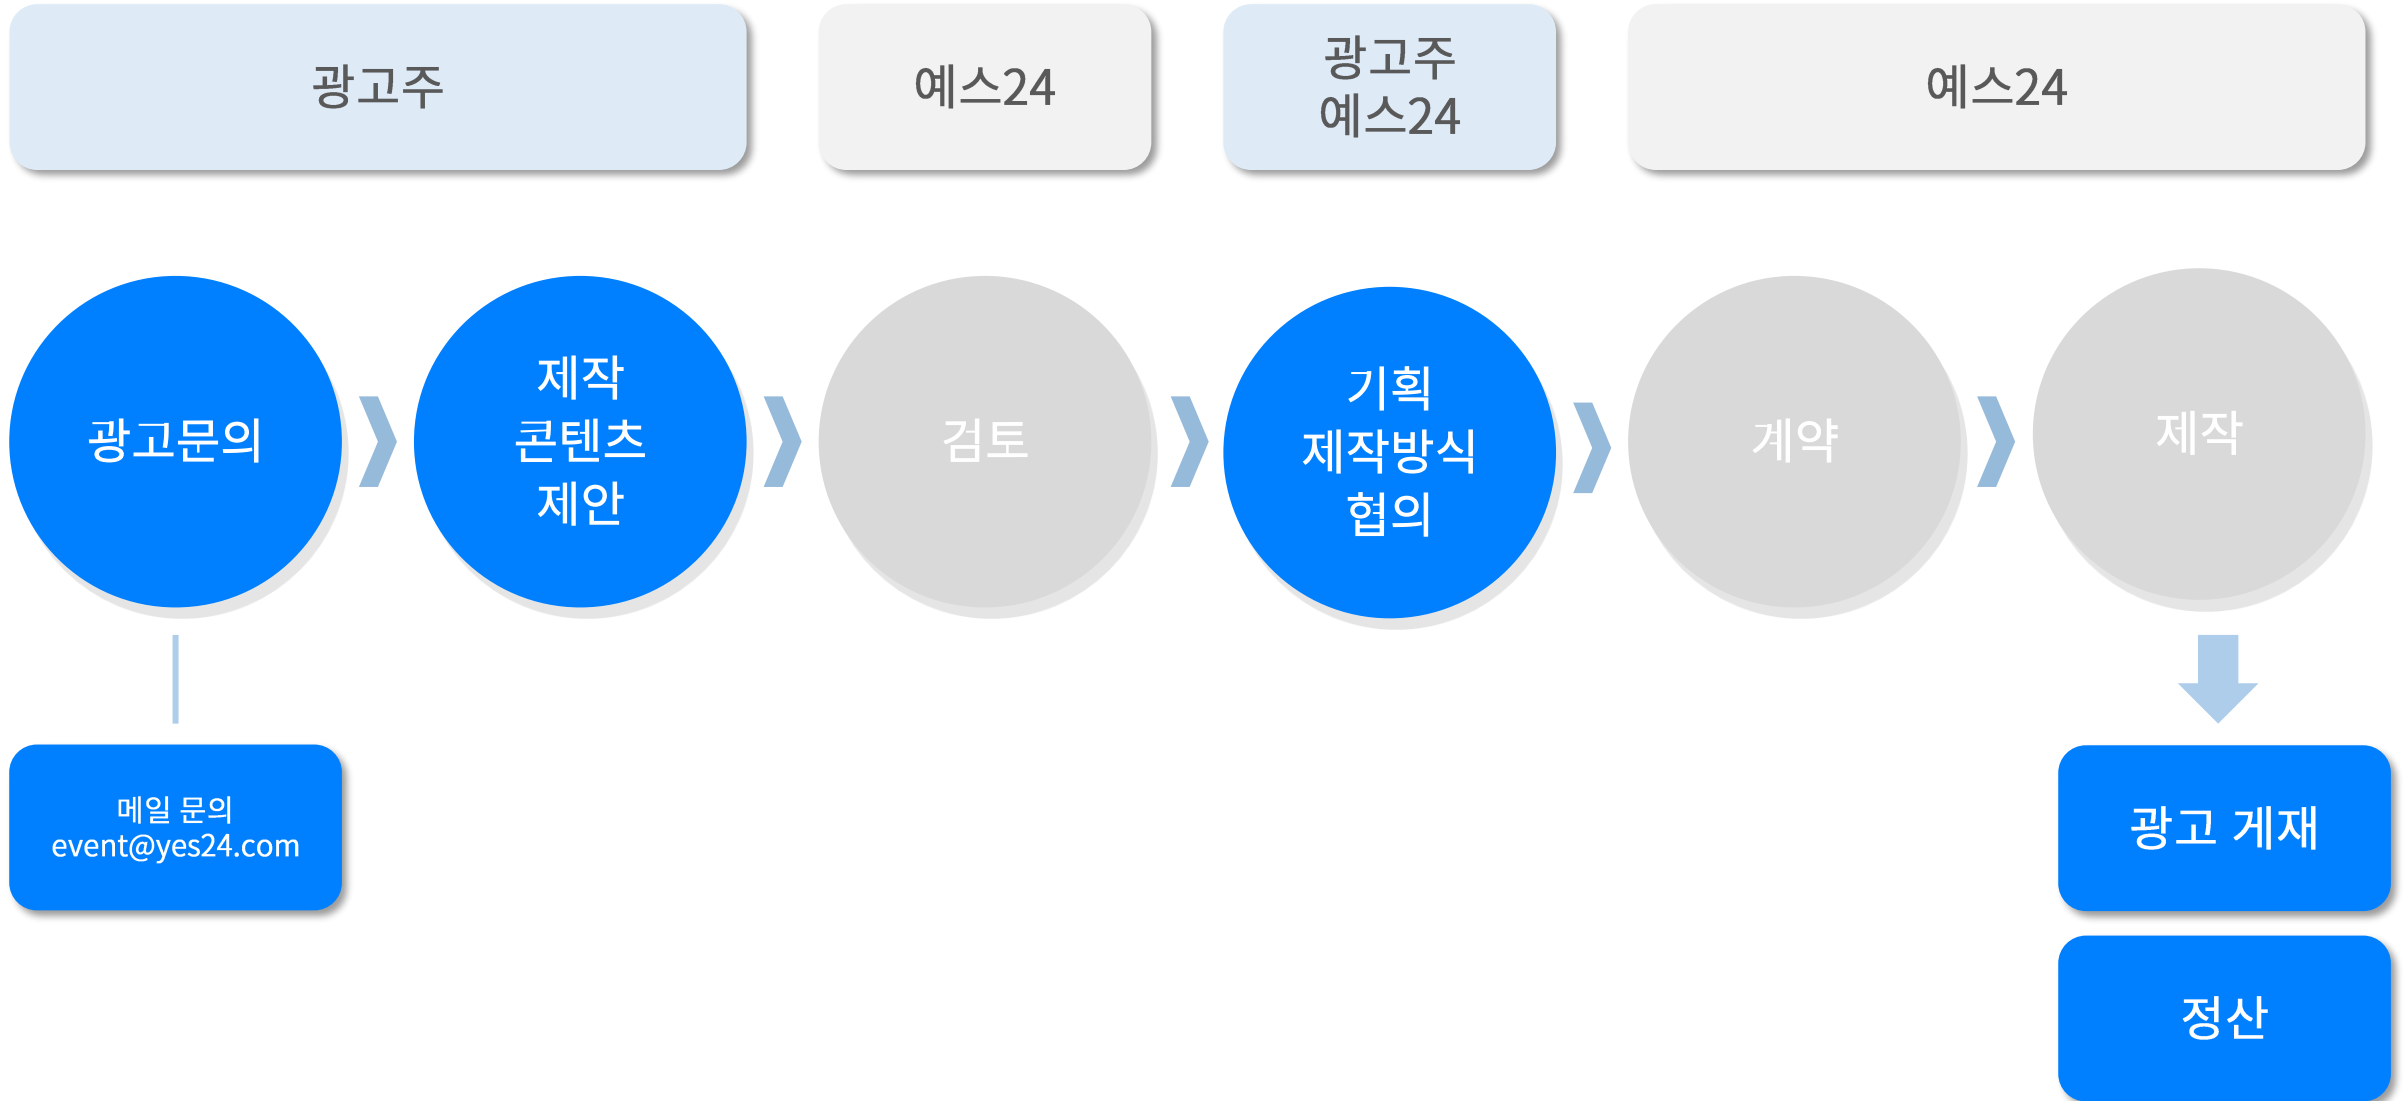 광고주
예스24
광고주
예스24
예스24
광고문의
제작
콘텐츠
제안
검토
기획
제작방식
협의
계약
제작
메일 문의
event@yes24.com
광고 게재
정산